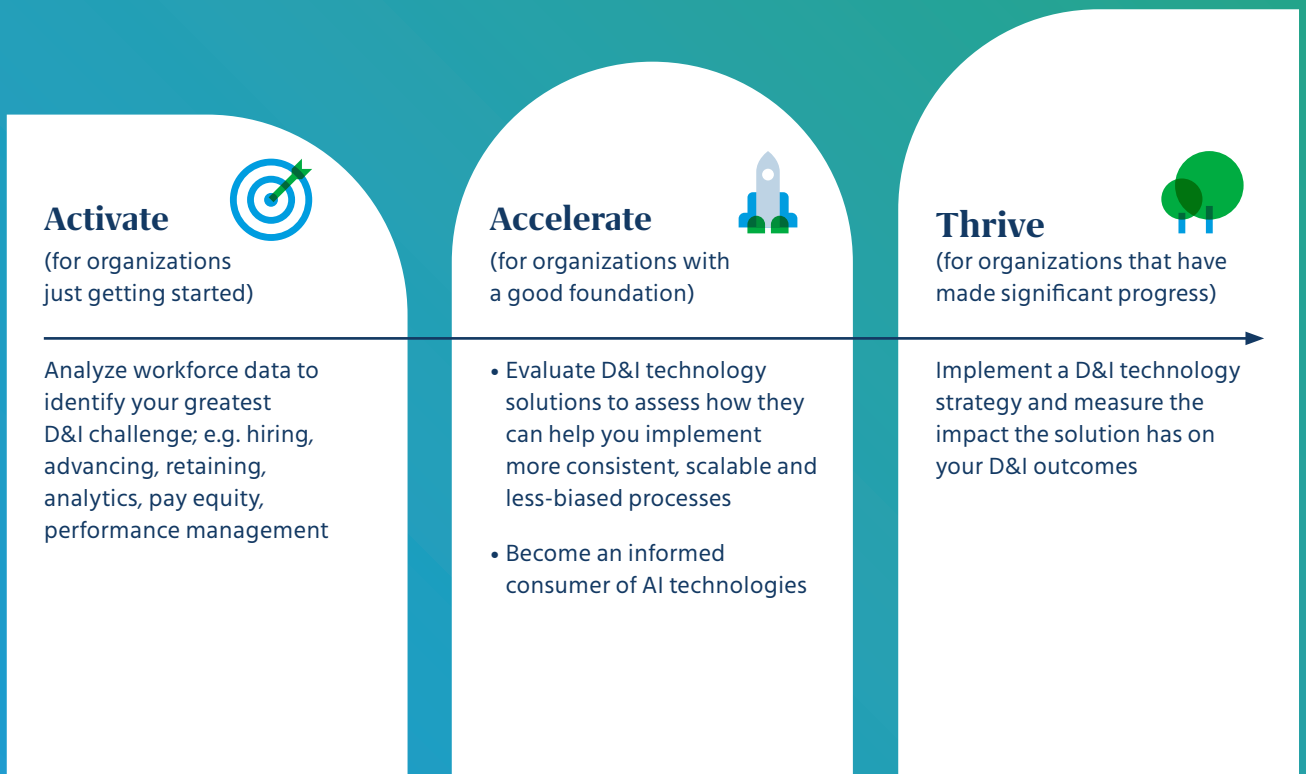 Activate
(for organizations
just getting started)
Analyze workforce data to
identify your greatest
D&I challenge; e.g. hiring,
advancing, retaining,
analytics, pay equity,
performance management
Accelerate
(for organizations with
a good foundation)
• Evaluate D&I technology
solutions to assess how they
can help you implement
more consistent, scalable and
less-biased processes
• Become an informed
consumer of AI technologies
Thrive
(for organizations that have
made significant progress)
Implement a D&I technology
strategy and measure the
impact the solution has on
your D&I outcomes